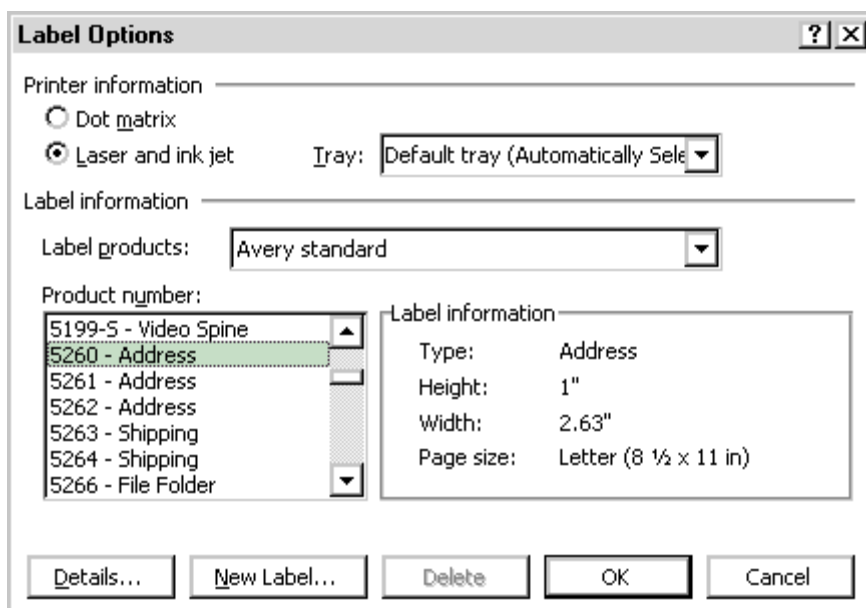 Label Options
Printer information
Dot matrix
Laser and ink jet Tray: Default tray (Automatically Sele
Label information
Label products: Avery standard
Product number:
5199-S - Video Spine
5260 - Address
5261 - Address
5262 - Address
5263 - Shipping
5264 - Shipping
5266 - File Folder
Label information
Type: Address
Height: 1"
Width: 2.63"
Page size: Letter (8 ½ x 11 in)
Details... New Label... Delete OK Cancel